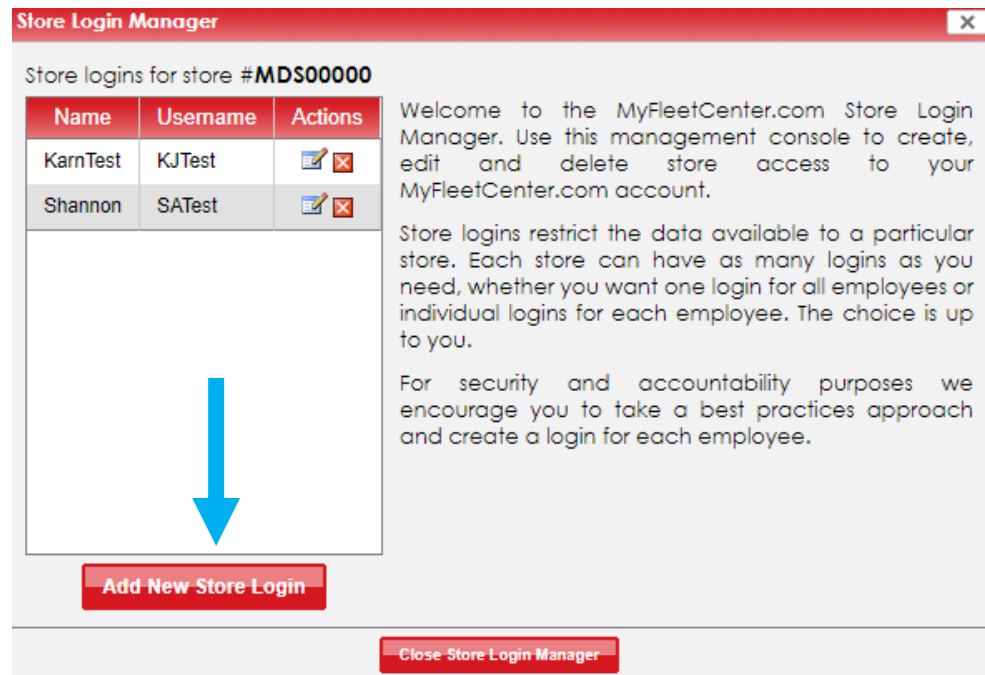 Store Login Manager
Store logins for store #MDS00000
Name Username Actions
KarnTest KJTest
Shannon SATest
Welcome to the MyFleetCenter.com Store Login
Manager. Use this management console to create,
edit and delete store access to your
MyFleetCenter.com account.
Store logins restrict the data available to a particular
store. Each store can have as many logins as you
need, whether you want one login for all employees or
individual logins for each employee. The choice is up
to you.
For security and accountability purposes we
encourage you to take a best practices approach
and create a login for each employee.
Add New Store Login
Close Store Login Manager